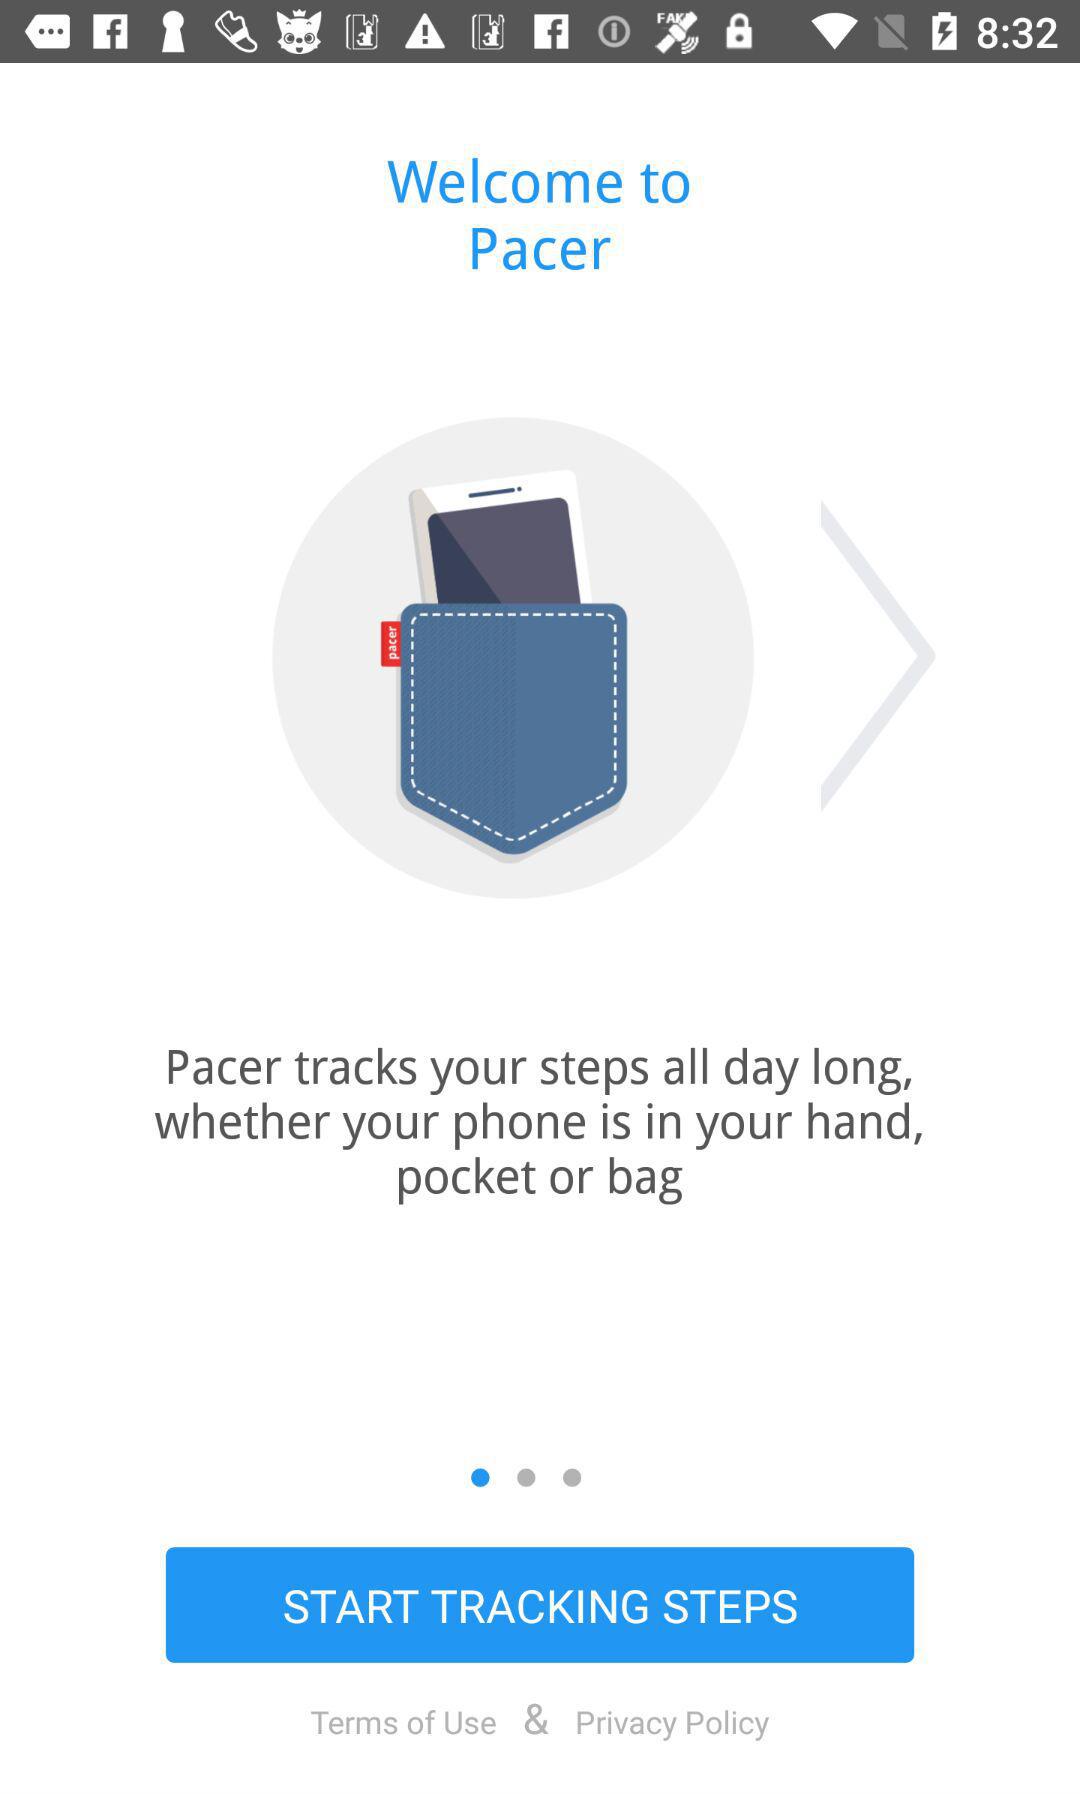 FAKE
8:32
Welcome to
Pacer
pacer
Pacer tracks your steps all day long,
whether your phone is in your hand,
pocket or bag
START TRACKING STEPS
Terms of Use & Privacy Policy